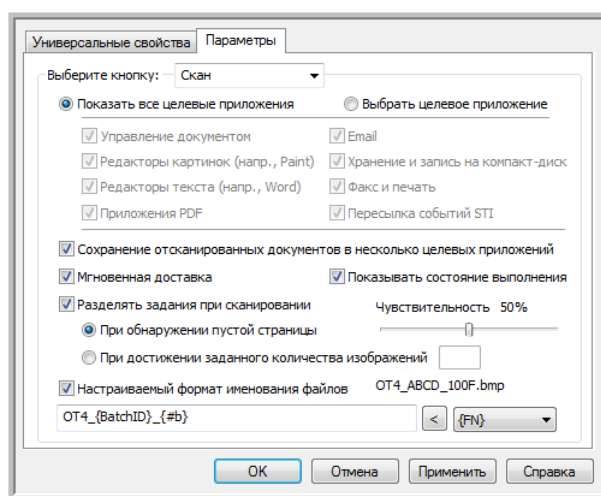 Универсальные свойства Параметры
Выберите кнопку: Скан
Показать все целевые приложения Выбрать целевое приложение
Управление документом Email
Редакторы картинок (напр., Paint) Хранение и запись на компакт-диск
Редакторы текста (напр., Word) Факс и печать
Приложения PDF Пересылка событий STI
Сохранение отсканированных документов в несколько целевых приложений
Мгновенная доставка Показывать состояние выполнения
Разделять задания при сканировании Чувствительность 50%
При обнаружении пустой страницы
При достижении заданного количества изображений
Настраиваемый формат именования файлов OT4_ABCD_100F.bmp
OT4_{BatchID}_{#b} < {FN}
OK Отмена Применить Справка